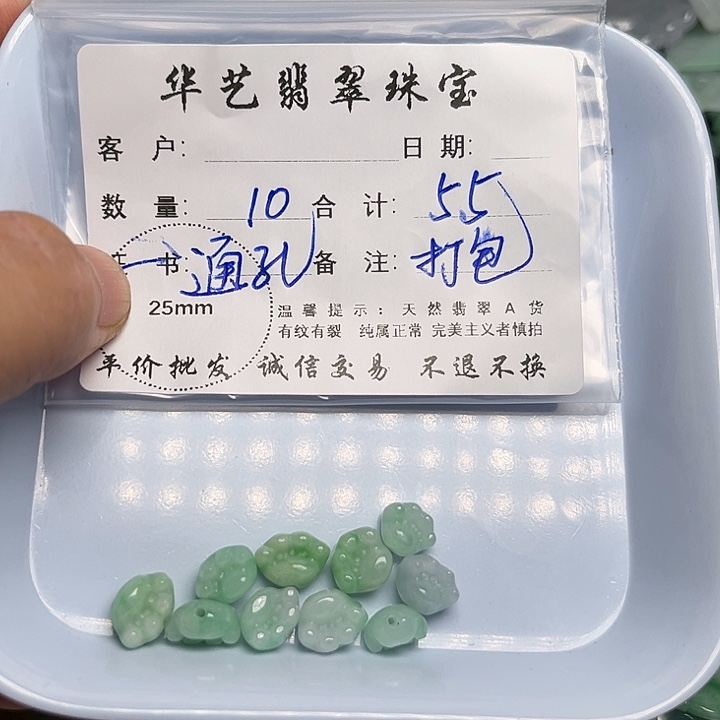 华艺翡翠珠宝
客 户: 日 期:
数 量: 10 合 计: 55
书: 一通孔 备 注: 打包
25mm
温馨提示:天然翡翠A货
有纹有裂 纯属正常 完美主义者慎拍
平价批发 诚信交易 不退不换